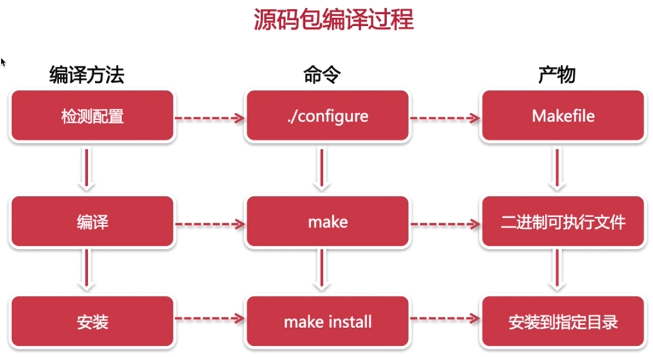 源码包编译过程
编译方法 命令 产物
检测配置 ./configure Makefile
编译 make 二进制可执行文件
安装 make install 安装到指定目录